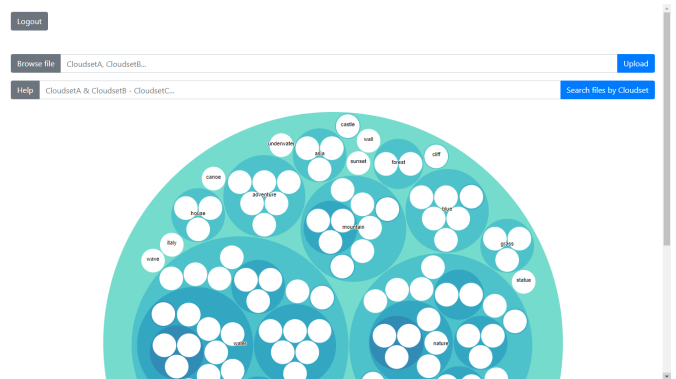 Logout
Browse file CloudsetA, CloudsetB... Upload
Help CloudsetA & CloudsetB - CloudsetC... Search files by Cloudset
castle
wall
underwater
asia
sunset
forest
cliff
canoe
adventure
house
mountain
blue
italy
grass
wave
statue
water
nature